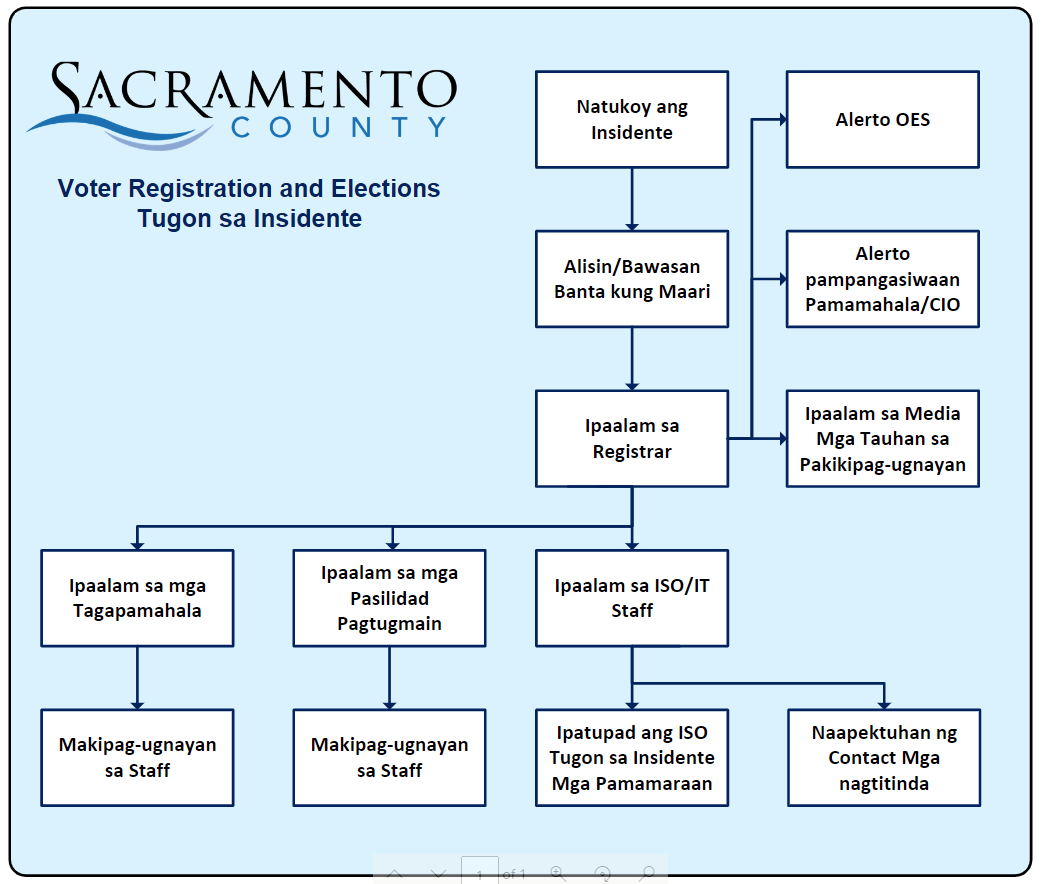 SACRAMENTO
COUNTY
Voter Registration and Elections
Tugon sa Insidente
Natukoy ang
Insidente
Alerto OES
Alisin/Bawasan
Banta kung Maari
Alerto
pampangasiwaan
Pamamahala/CIO
Ipaalam sa
Registrar
Ipaalam sa Media
Mga Tauhan sa
Pakikipag-ugnayan
Ipaalam sa mga
Tagapamahala
Ipaalam sa mga
Pasilidad
Pagtugmain
Ipaalam sa ISO/IT
Staff
Makipag-ugnayan
sa Staff
Makipag-ugnayan
sa Staff
Ipatupad ang ISO
Tugon sa Insidente
Mga Pamamaraan
Naapektuhan ng
Contact Mga
nagtitinda
1 of 1